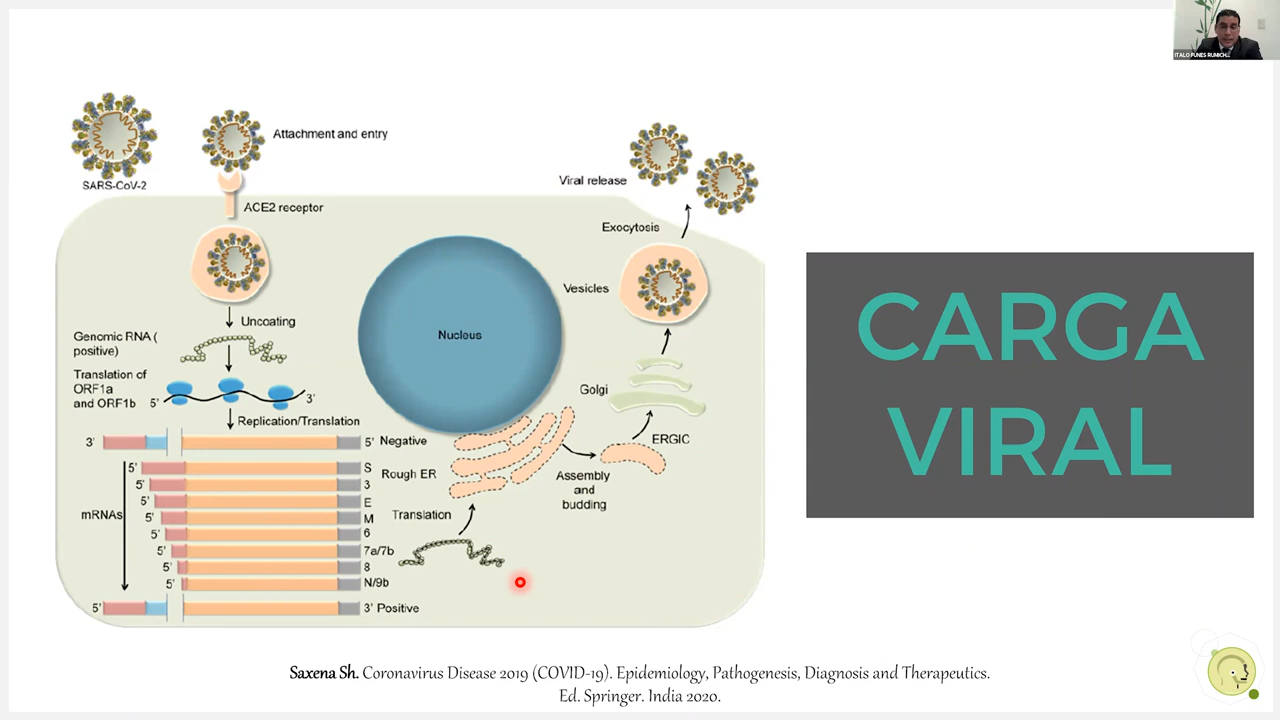 ITALO FUNES RUMICH...
SARS-CoV-2
Attachment and entry
ACE2 receptor
Uncoating
Genomic RNA (
positive)
Translation of
ORF1a
and ORF1b
5'
3'
Replication/Translation
3'
5' Negative
mRNAs
5'
S
5'
3
5'
E
5'
M
5'
6
5'
7a/7b
5'
8
5'
N/9b
5'
3' Positive
Nucleus
Rough ER
Translation
Assembly
and
budding
ERGIC
Golgi
Vesicles
Exocytosis
Viral release
CARGA
VIRAL
Saxena Sh. Coronavirus Disease 2019 (COVID-19). Epidemiology, Pathogenesis, Diagnosis and Therapeutics.
Ed. Springer. India 2020.